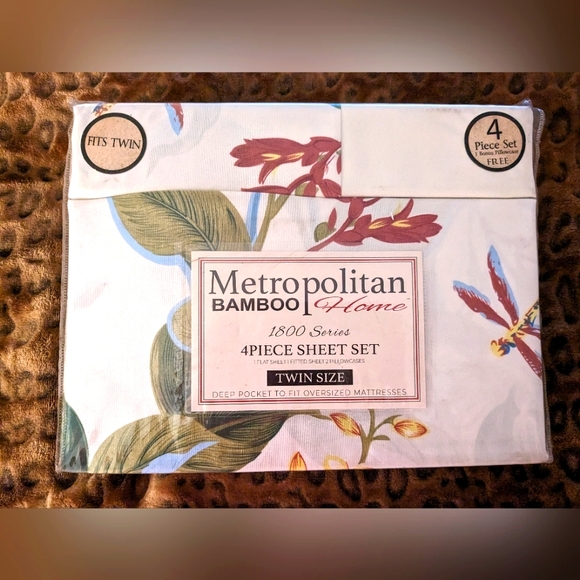 FITS TWIN
4
Piece Set
1 Bonus Pillowcase
FREE
Metropolitan
BAMBOO Home™
1800 Series
4PIECE SHEET SET
1 FLAT SHEET 1 FITTED SHEET 2 PILLOWCASES
TWIN SIZE
DEEP POCKET TO FIT OVERSIZED MATTRESSES